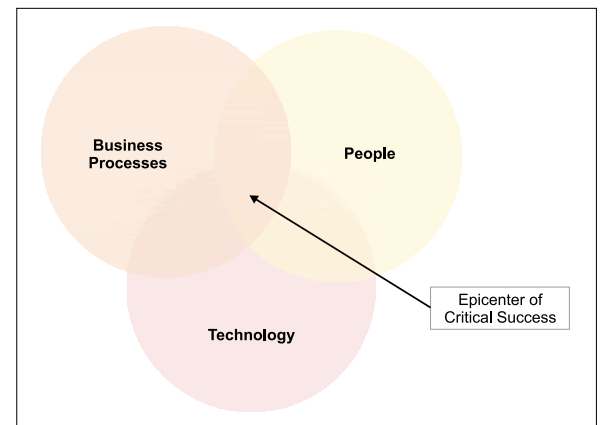 Business
Processes
People
Technology
Epicenter of
Critical Success